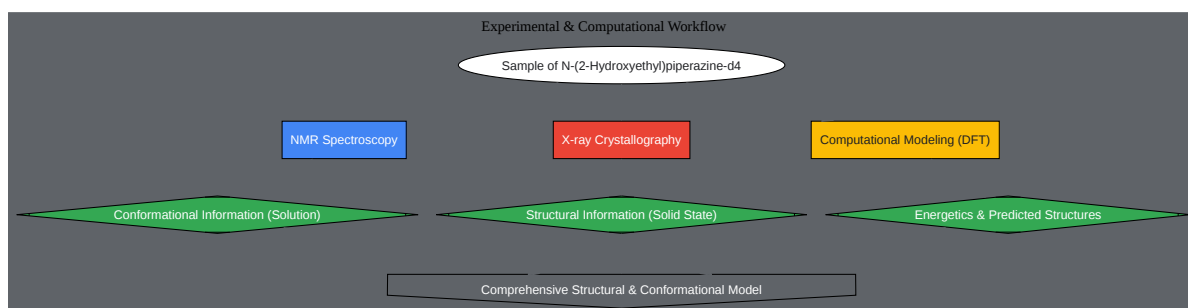 Experimental & Computational Workflow
Sample of N-(2-Hydroxyethyl)piperazine-d4
NMR Spectroscopy
X-ray Crystallography
Computational Modeling (DFT)
Conformational Information (Solution)
Structural Information (Solid State)
Energetics & Predicted Structures
Comprehensive Structural & Conformational Model